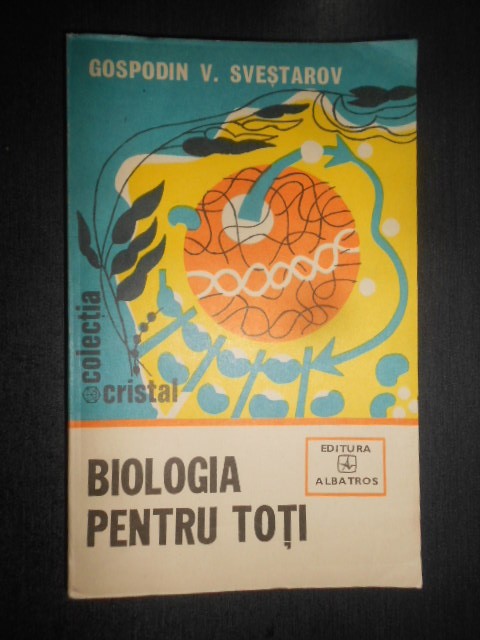 GOSPODIN V. SVEȘTAROV
colecția
cristal
BIOLOGIA
PENTRU TOȚI
EDITURA
ALBATROS